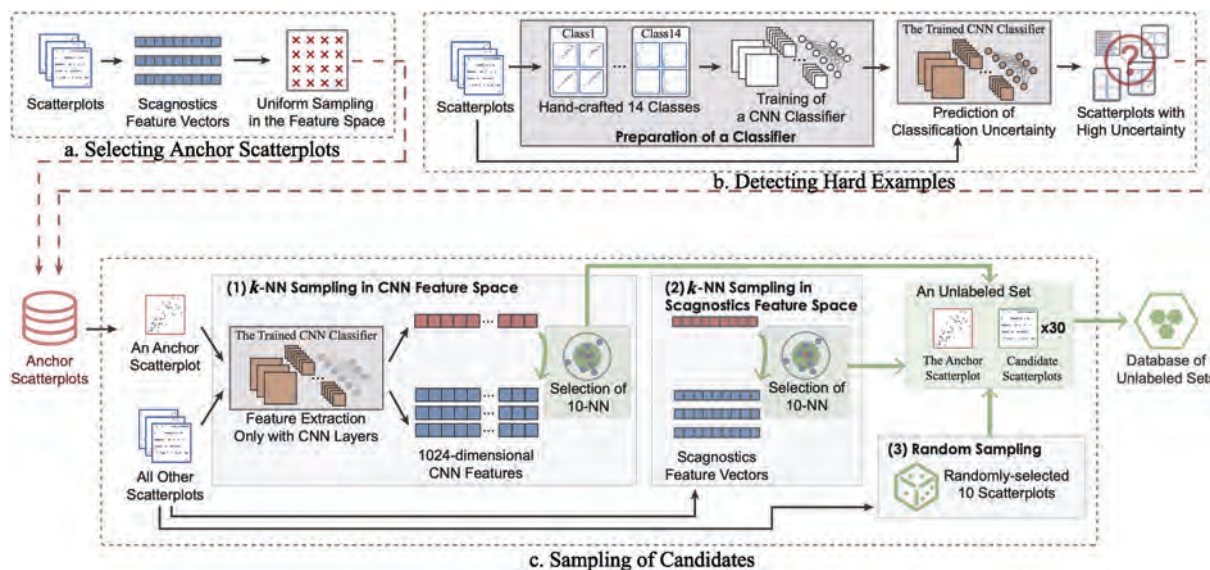 Scatterplots
Scagnostics
Feature Vectors
Uniform Sampling
in the Feature Space
a. Selecting Anchor Scatterplots
Scatterplots
Class1
...
Class14
Hand-crafted 14 Classes
Training of
a CNN Classifier
Preparation of a Classifier
The Trained CNN Classifier
Prediction of
Classification Uncertainty
?
Scatterplots with
High Uncertainty
b. Detecting Hard Examples
Anchor
Scatterplots
An Anchor
Scatterplot
All Other
Scatterplots
(1) k-NN Sampling in CNN Feature Space
The Trained CNN Classifier
Feature Extraction
Only with CNN Layers
1024-dimensional
CNN Features
Selection of
10-NN
(2) k-NN Sampling in
Scagnostics Feature Space
Scagnostics
Feature Vectors
Selection of
10-NN
An Unlabeled Set
x30
The Anchor
Scatterplot
Candidate
Scatterplots
(3) Random Sampling
Randomly-selected
10 Scatterplots
Database of
Unlabeled Sets
c. Sampling of Candidates